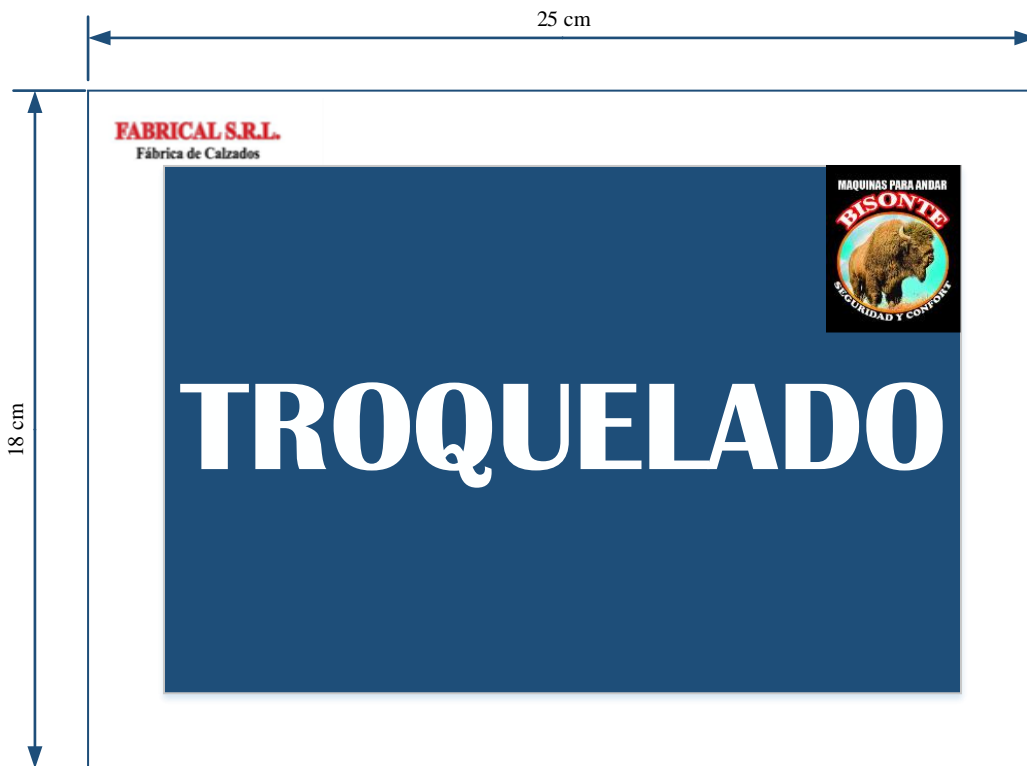 25 cm
FABRICAL S.R.L.
Fábrica de Calzados
MAQUINAS PARA ANDAR
BISONTE
SEGURIDAD Y CONFORT
TROQUELADO
18 cm